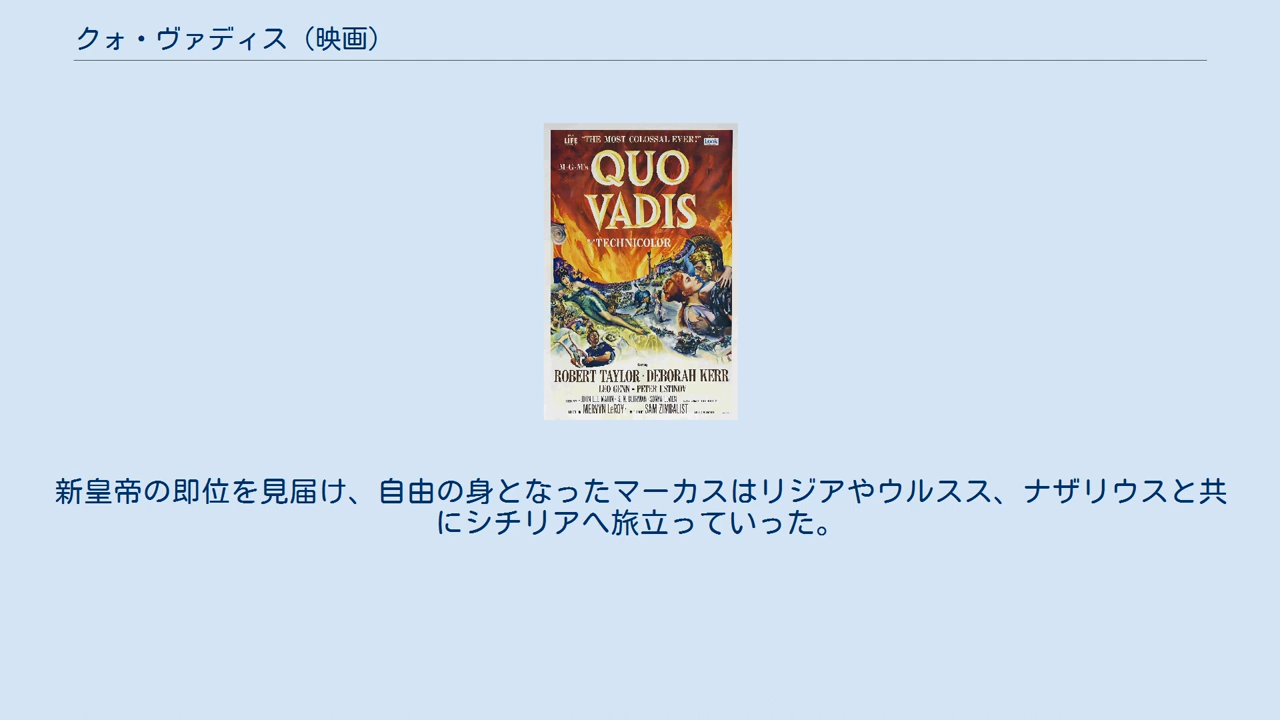 クォ・ヴァディス（映画）
LIFE "THE MOST COLOSSAL EVER!" Look
M-G-M's QUO
VADIS
TECHNICOLOR
ROBERT TAYLOR · DEBORAH KERR
LEO GENN · PETER USTINOV
MERVYN LeROY SAM ZIMBALIST
新皇帝の即位を見届け、自由の身となったマーカスはリジアやウルスス、ナザリウスと共
にシチリアへ旅立っていった。